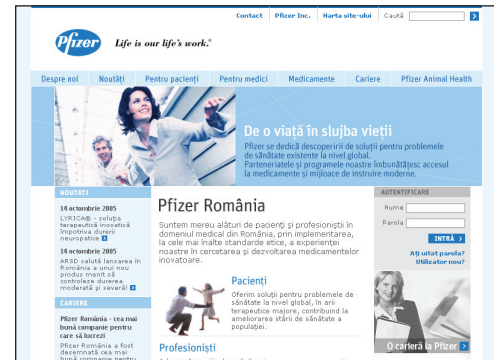 Contact Pfizer Inc. Harta site-ului Caută
Pfizer Life is our life's work.®
Despre noi Noutăți Pentru pacienți Pentru medici Medicamente Cariere Pfizer Animal Health
De o viață în slujba vieții
Pfizer se dedică descoperirii de soluții pentru problemele
de sănătate existente la nivel global.
Parteneriatele și programele noastre îmbunătățesc accesul
la medicamente și mijloace de instruire moderne.
NOUTĂȚI
14 octombrie 2005
LYRICA® - soluția
terapeutică inovativă
împotriva durerii
neuropatice
14 octombrie 2005
ARSD salută lansarea în
România a unui nou
produs menit să
controleze durerea
moderată și severă!
CARIERE
Pfizer România - cea mai
bună companie pentru
care să lucrezi
Pfizer România a fost
desemnată cea mai
bună companie pentru
Pfizer România
Suntem mereu alături de pacienți și profesioniști în
domeniul medical din România, prin implementarea,
la cele mai înalte standarde etice, a experienței
noastre în cercetarea și dezvoltarea medicamentelor
inovatoare.
Pacienți
Oferim soluții pentru problemele de
sănătate la nivel global, în arii
terapeutice majore, contribuind la
ameliorarea stării de sănătate a
populației.
Profesioniști
AUTENTIFICARE
Nume
Parola
INTRĂ
Ați uitat parola?
Utilizator nou?
O carieră la Pfizer